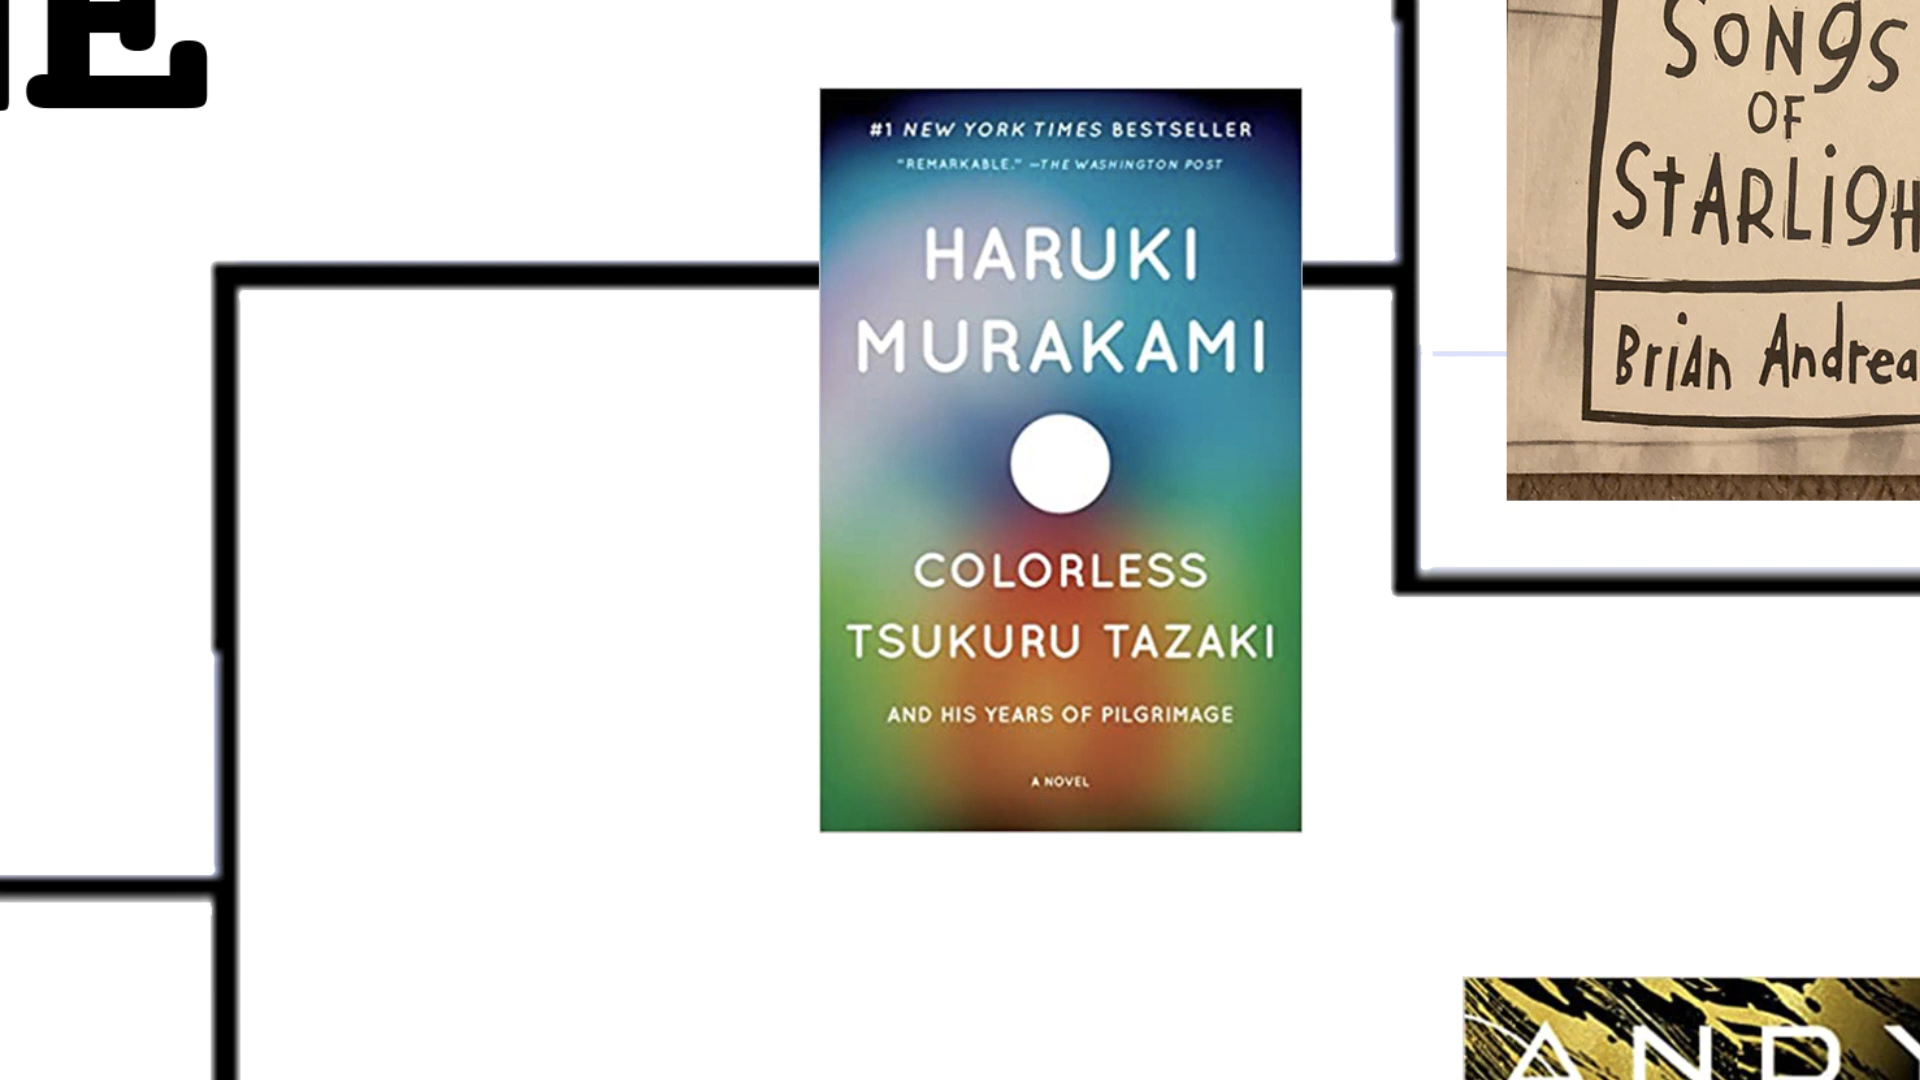 E
#1 NEW YORK TIMES BESTSELLER
"REMARKABLE." —THE WASHINGTON POST
HARUKI
MURAKAMI
COLORLESS
TSUKURU TAZAKI
AND HIS YEARS OF PILGRIMAGE
A NOVEL
SONgS
OF
StARLigH
BriAn Andrea
ANDY